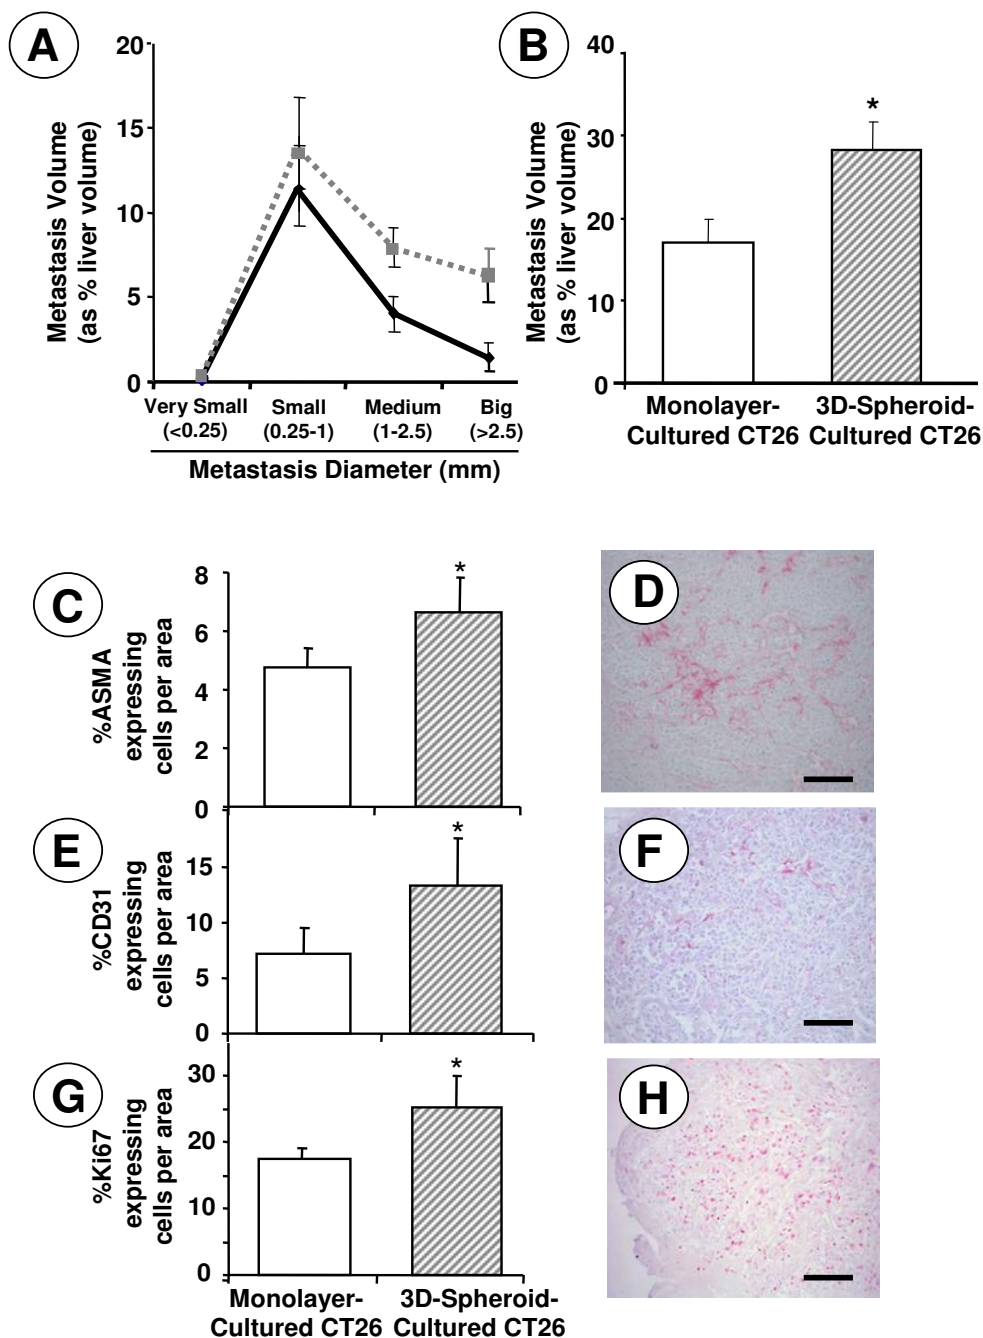 A
Metastasis Volume
(as % liver volume)
20
15
10
5
0
Very Small
(<0.25)
Small
(0.25-1)
Medium
(1-2.5)
Big
(>2.5)
Metastasis Diameter (mm)
B
Metastasis Volume
(as % liver volume)
40
30
20
10
0
*
Monolayer-
Cultured CT26
3D-Spheroid-
Cultured CT26
C
%ASMA
expressing
cells per area
8
6
4
2
0
*
D
E
%CD31
expressing
cells per area
15
10
5
0
*
F
G
%Ki67
expressing
cells per area
30
20
10
0
*
Monolayer-
Cultured CT26
3D-Spheroid-
Cultured CT26
H